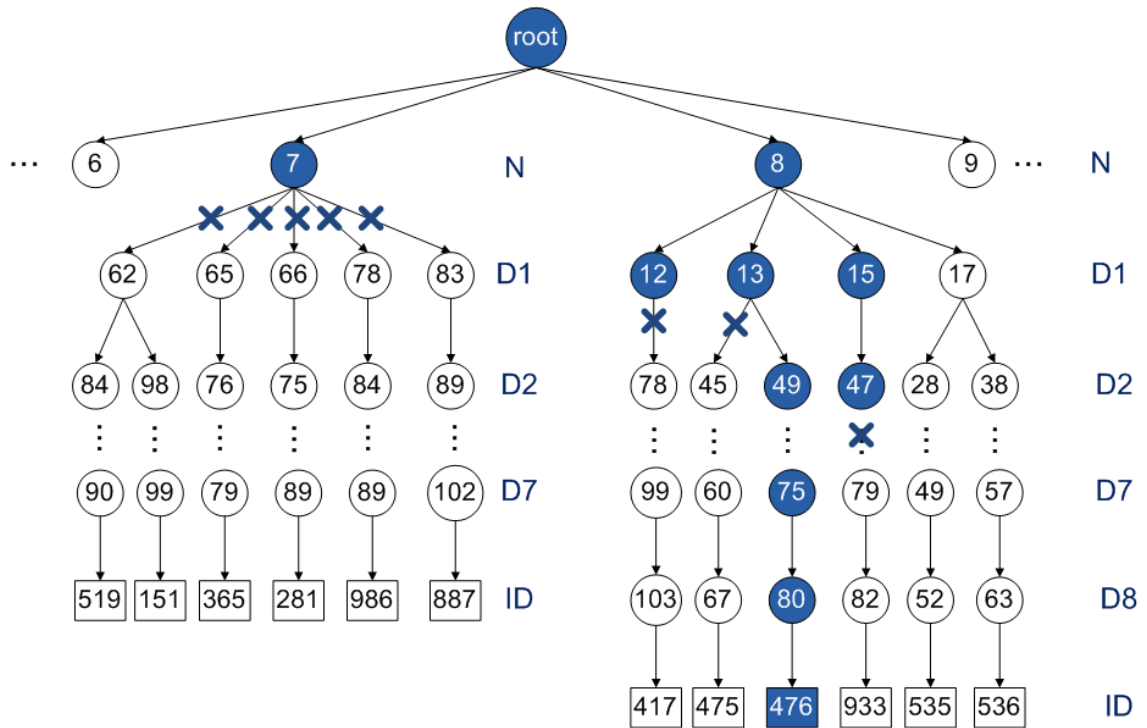 root
... 6 7 N 8 9 ... N
62 65 66 78 83 D1 12 13 15 17 D1
84 98 76 75 84 89 D2 78 45 49 47 28 38 D2
90 99 79 89 89 102 D7 99 60 75 79 49 57 D7
519 151 365 281 986 887 ID 103 67 80 82 52 63 D8
417 475 476 933 535 536 ID